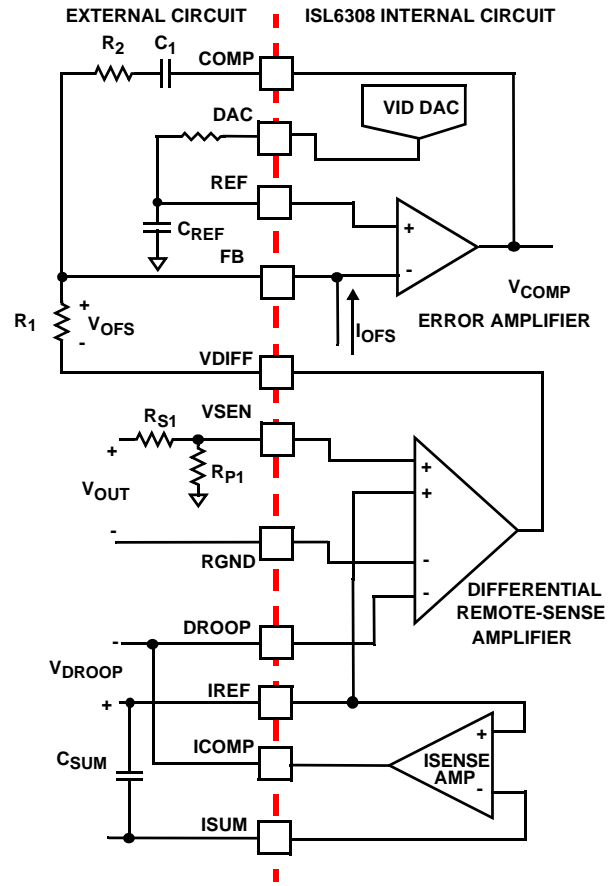 EXTERNAL CIRCUIT
ISL6308 INTERNAL CIRCUIT
R2
C1
COMP
DAC
VID DAC
REF
+
CREF
FB
-
VCOMP
R1
+
VOFS
-
IOFS
ERROR AMPLIFIER
VDIFF
RS1
VSEN
+
RP1
+
+
VOUT
-
RGND
-
-
DIFFERENTIAL
REMOTE-SENSE
AMPLIFIER
DROOP
-
VDROOP
+
IREF
+
CSUM
ICOMP
ISENSE
AMP
-
ISUM